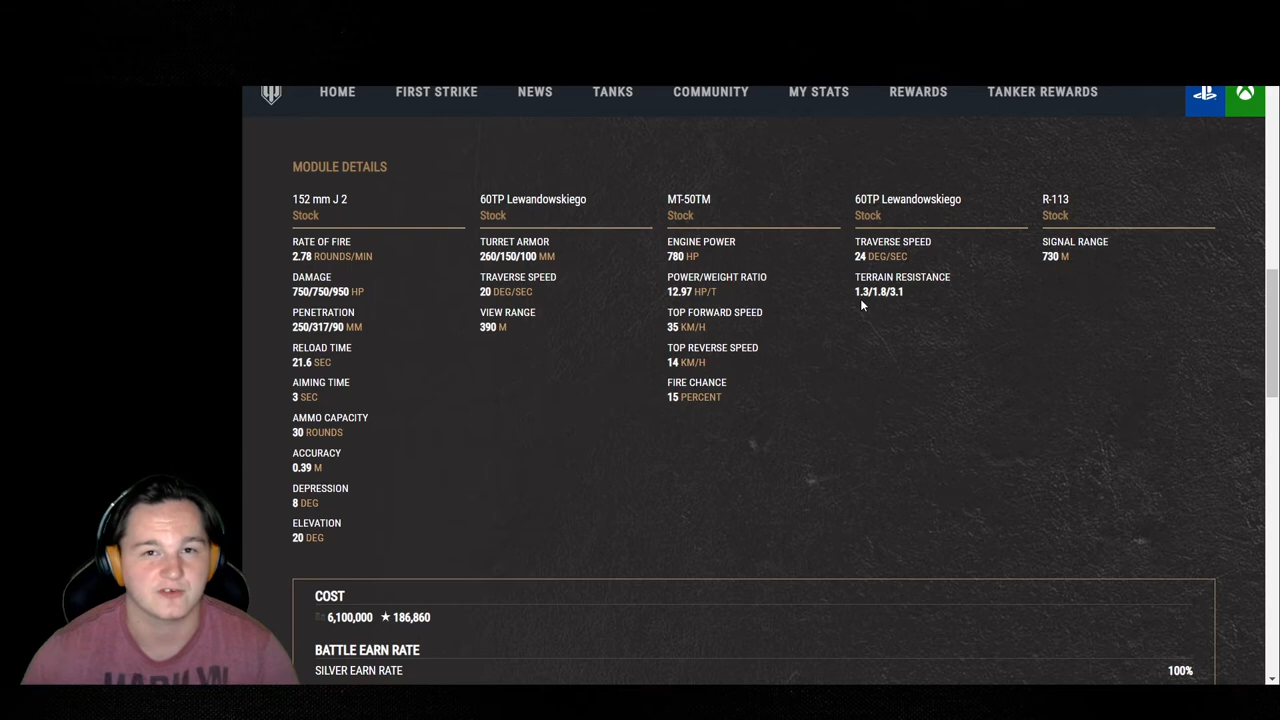 HOME FIRST STRIKE NEWS TANKS COMMUNITY MY STATS REWARDS TANKER REWARDS
MODULE DETAILS
152 mm J 2
Stock
RATE OF FIRE
2.78 ROUNDS/MIN
DAMAGE
750/750/950 HP
PENETRATION
250/317/90 MM
RELOAD TIME
21.6 SEC
AIMING TIME
3 SEC
AMMO CAPACITY
30 ROUNDS
ACCURACY
0.39 M
DEPRESSION
8 DEG
ELEVATION
20 DEG
60TP Lewandowskiego
Stock
TURRET ARMOR
260/150/100 MM
TRAVERSE SPEED
20 DEG/SEC
VIEW RANGE
390 M
MT-50TM
Stock
ENGINE POWER
780 HP
POWER/WEIGHT RATIO
12.97 HP/T
TOP FORWARD SPEED
35 KM/H
TOP REVERSE SPEED
14 KM/H
FIRE CHANCE
15 PERCENT
60TP Lewandowskiego
Stock
TRAVERSE SPEED
24 DEG/SEC
TERRAIN RESISTANCE
1.3/1.8/3.1
R-113
Stock
SIGNAL RANGE
730 M
COST
6,100,000 ★ 186,860
BATTLE EARN RATE
SILVER EARN RATE 100%